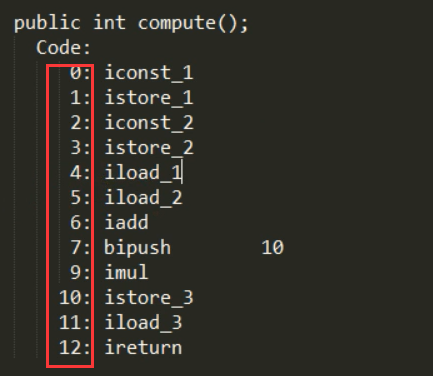 public int compute();
Code:
0: iconst_1
1: istore_1
2: iconst_2
3: istore_2
4: iload_1
5: iload_2
6: iadd
7: bipush 10
9: imul
10: istore_3
11: iload_3
12: ireturn